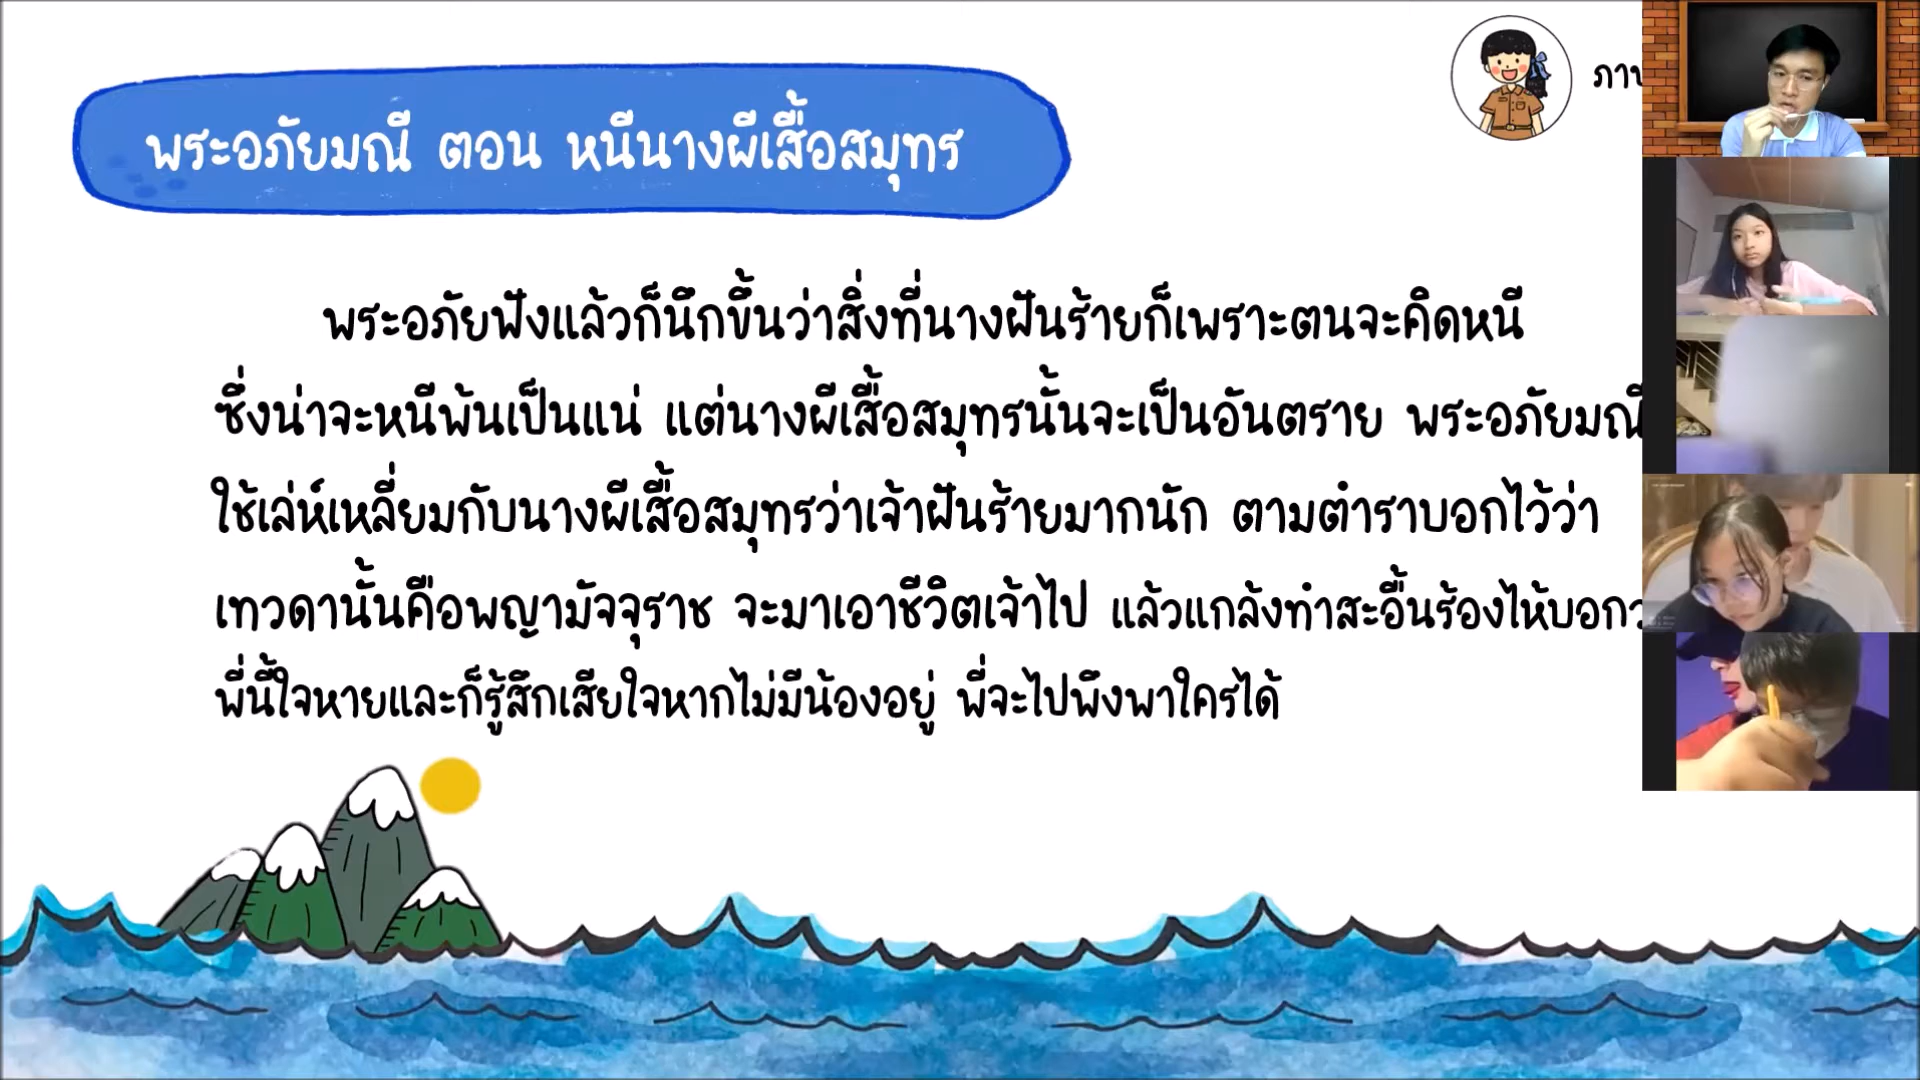 พระอภัยมณี ตอน หนีนางผีเสื้อสมุทร
พระอภัยฟังแล้วก็นึกขึ้นว่าสิ่งที่นางฝันร้ายก็เพราะตนจะคิดหนี
ซึ่งน่าจะหนีพ้นเป็นแน่ แต่นางผีเสื้อสมุทรนั้นจะเป็นอันตราย พระอภัยมณี
ใช้เล่ห์เหลี่ยมกับนางผีเสื้อสมุทรว่าเจ้าฝันร้ายมากนัก ตามตำราบอกไว้ว่า
เทวดานั้นคือพญามัจจุราช จะมาเอาชีวิตเจ้าไป แล้วแกล้งทำสะอื้นร้องไห้บอก
พี่นี้ใจหายและก็รู้สึกเสียใจหากไม่มีน้องอยู่ พี่จะไปพึงพาใครได้